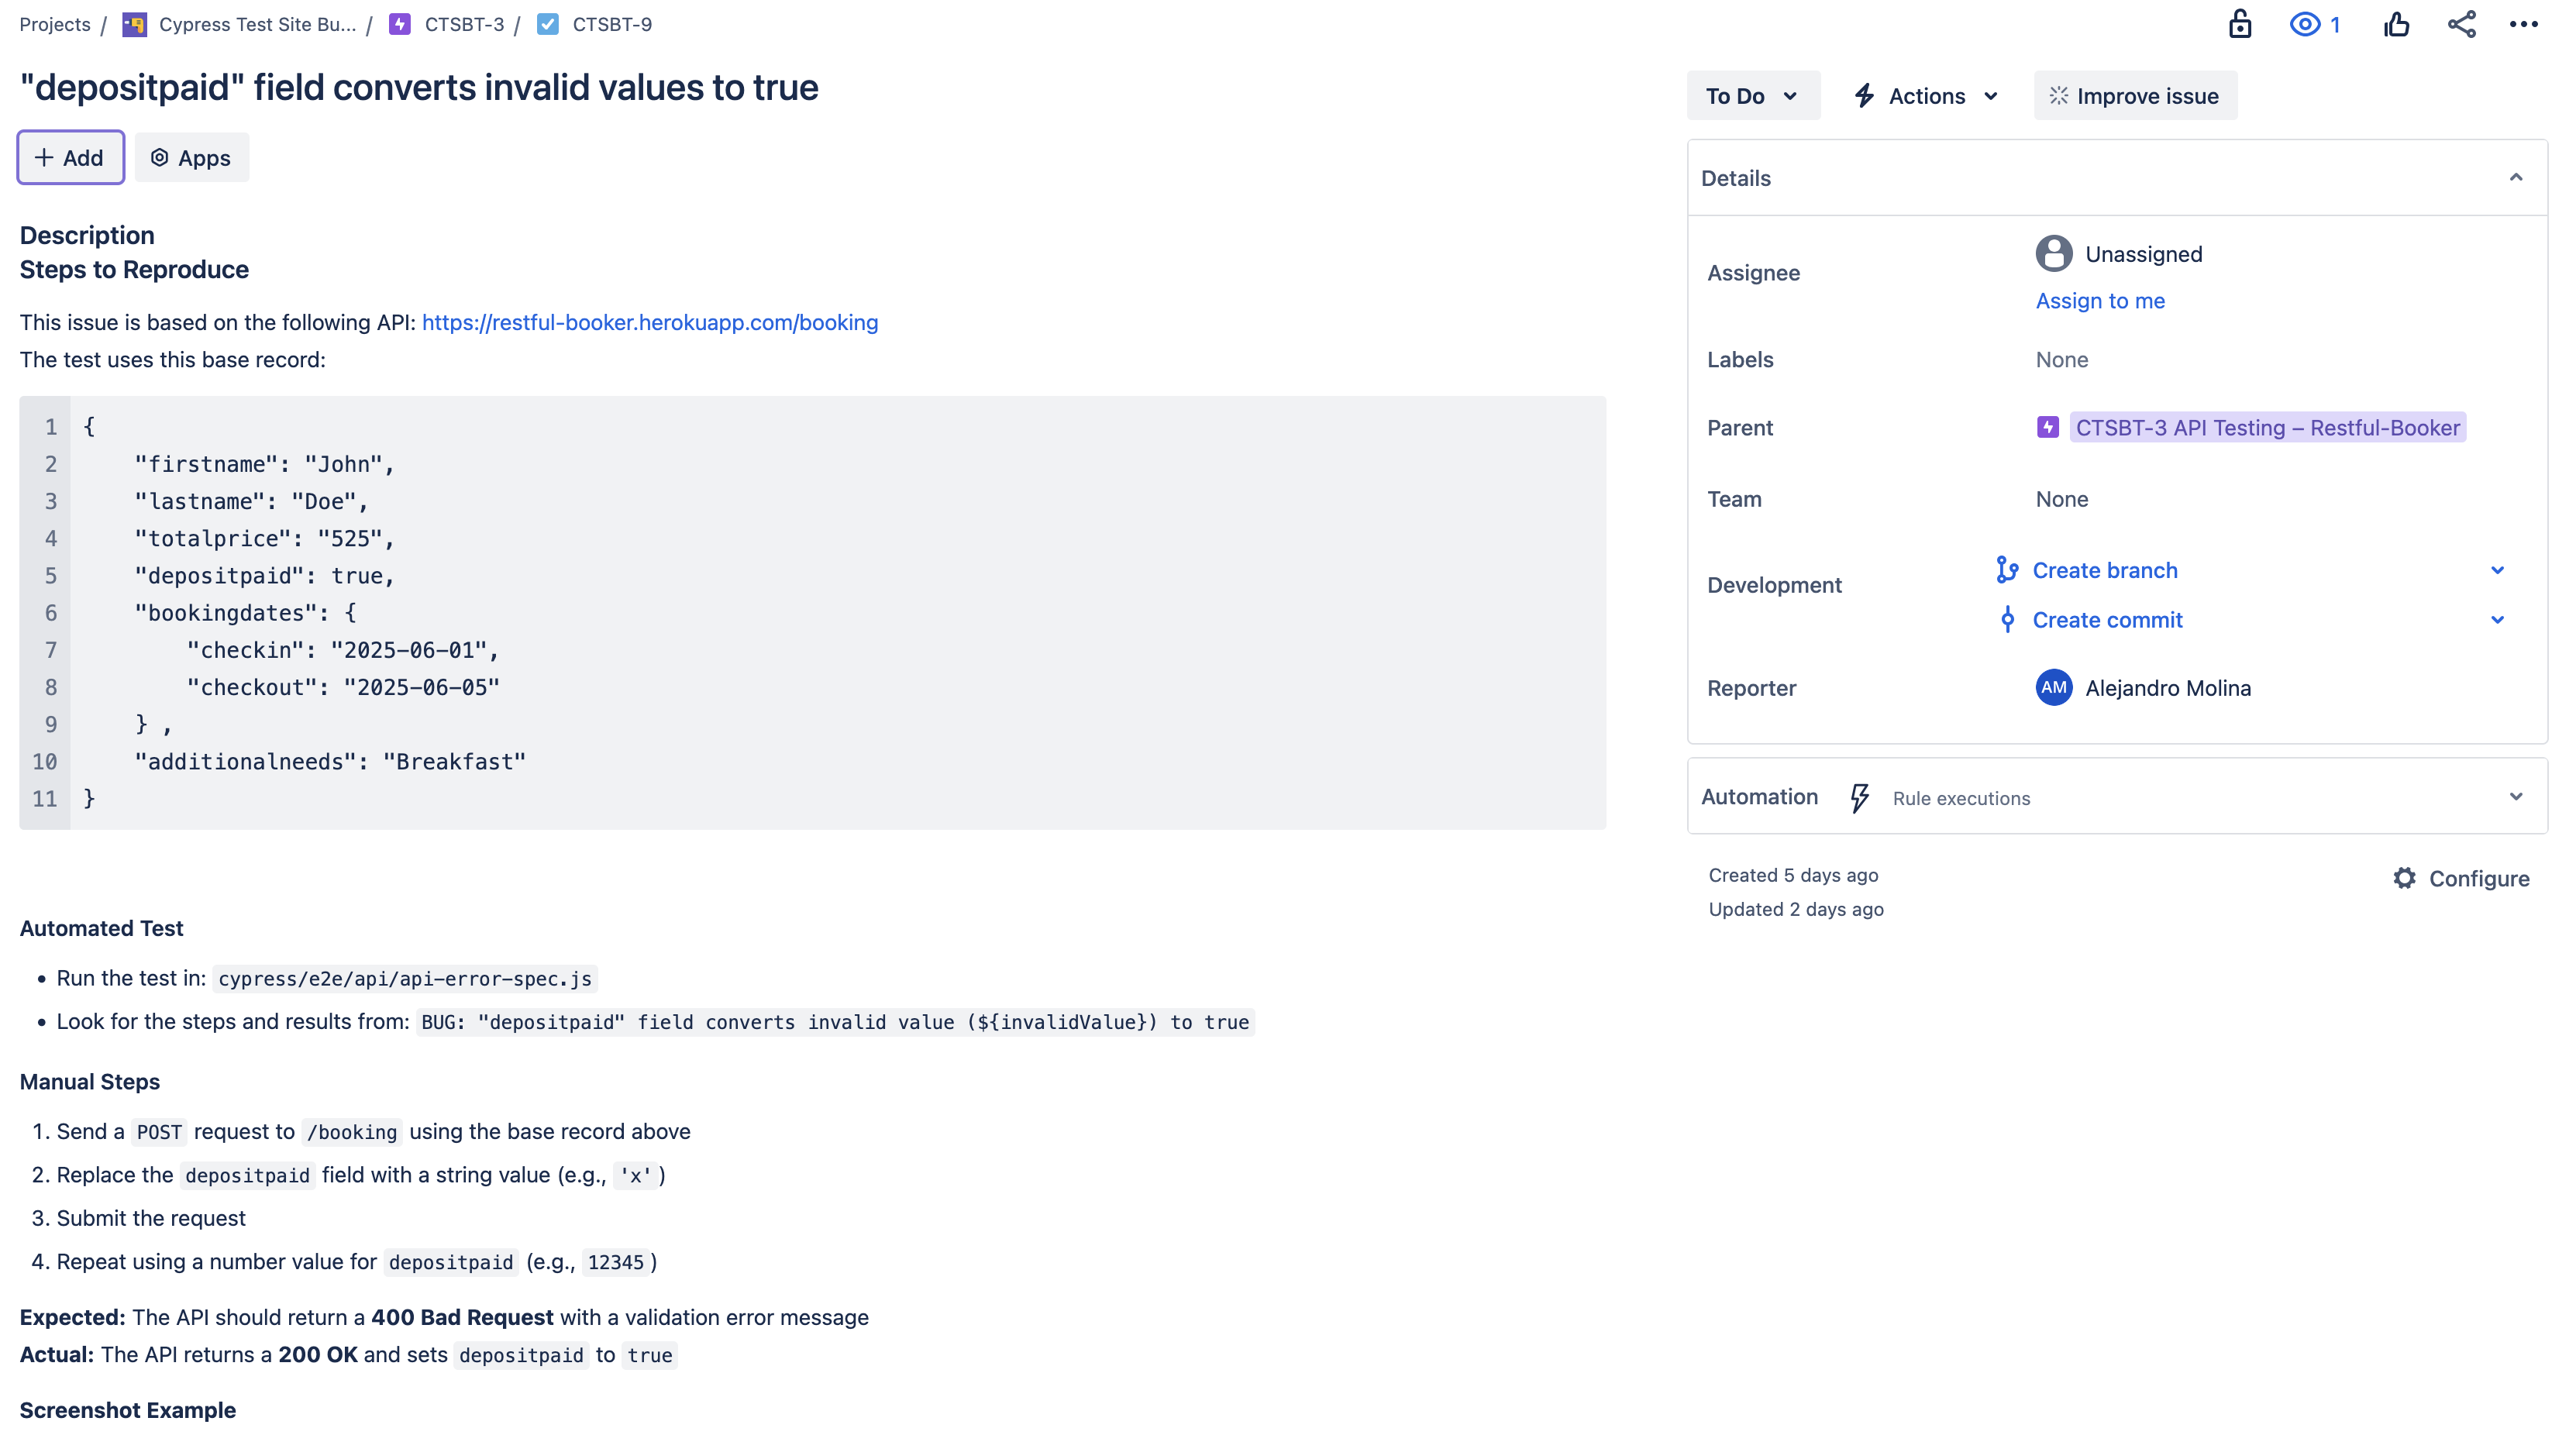 Projects / Cypress Test Site Bu... / CTSBT-3 / CTSBT-9
1
"depositpaid" field converts invalid values to true
Add
Apps
Description
Steps to Reproduce
This issue is based on the following API: https://restful-booker.herokuapp.com/booking
The test uses this base record:
1 {
2     "firstname": "John",
3     "lastname": "Doe",
4     "totalprice": "525",
5     "depositpaid": true,
6     "bookingdates": {
7         "checkin": "2025-06-01",
8         "checkout": "2025-06-05"
9     } ,
10     "additionalneeds": "Breakfast"
11 }
Automated Test
• Run the test in: cypress/e2e/api/api-error-spec.js
• Look for the steps and results from: BUG: "depositpaid" field converts invalid value (${invalidValue}) to true
Manual Steps
1. Send a POST request to /booking using the base record above
2. Replace the depositpaid field with a string value (e.g., 'x' )
3. Submit the request
4. Repeat using a number value for depositpaid (e.g., 12345 )
Expected: The API should return a 400 Bad Request with a validation error message
Actual: The API returns a 200 OK and sets depositpaid to true
Screenshot Example
To Do
Actions
Improve issue
Details
Assignee
Unassigned
Assign to me
Labels
None
Parent
CTSBT-3 API Testing – Restful-Booker
Team
None
Development
Create branch
Create commit
Reporter
AM Alejandro Molina
Automation
Rule executions
Created 5 days ago
Updated 2 days ago
Configure